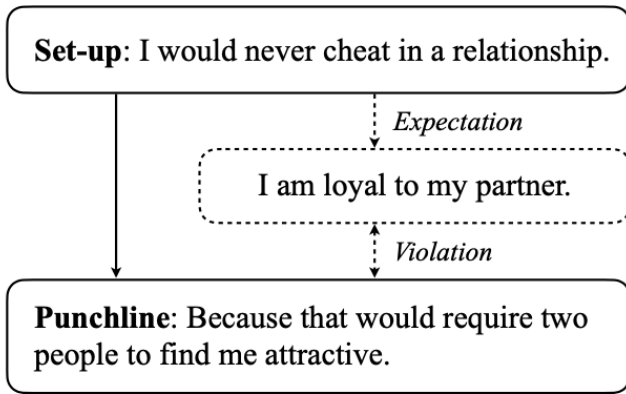 Set-up: I would never cheat in a relationship.
Expectation
I am loyal to my partner.
Violation
Punchline: Because that would require two
people to find me attractive.